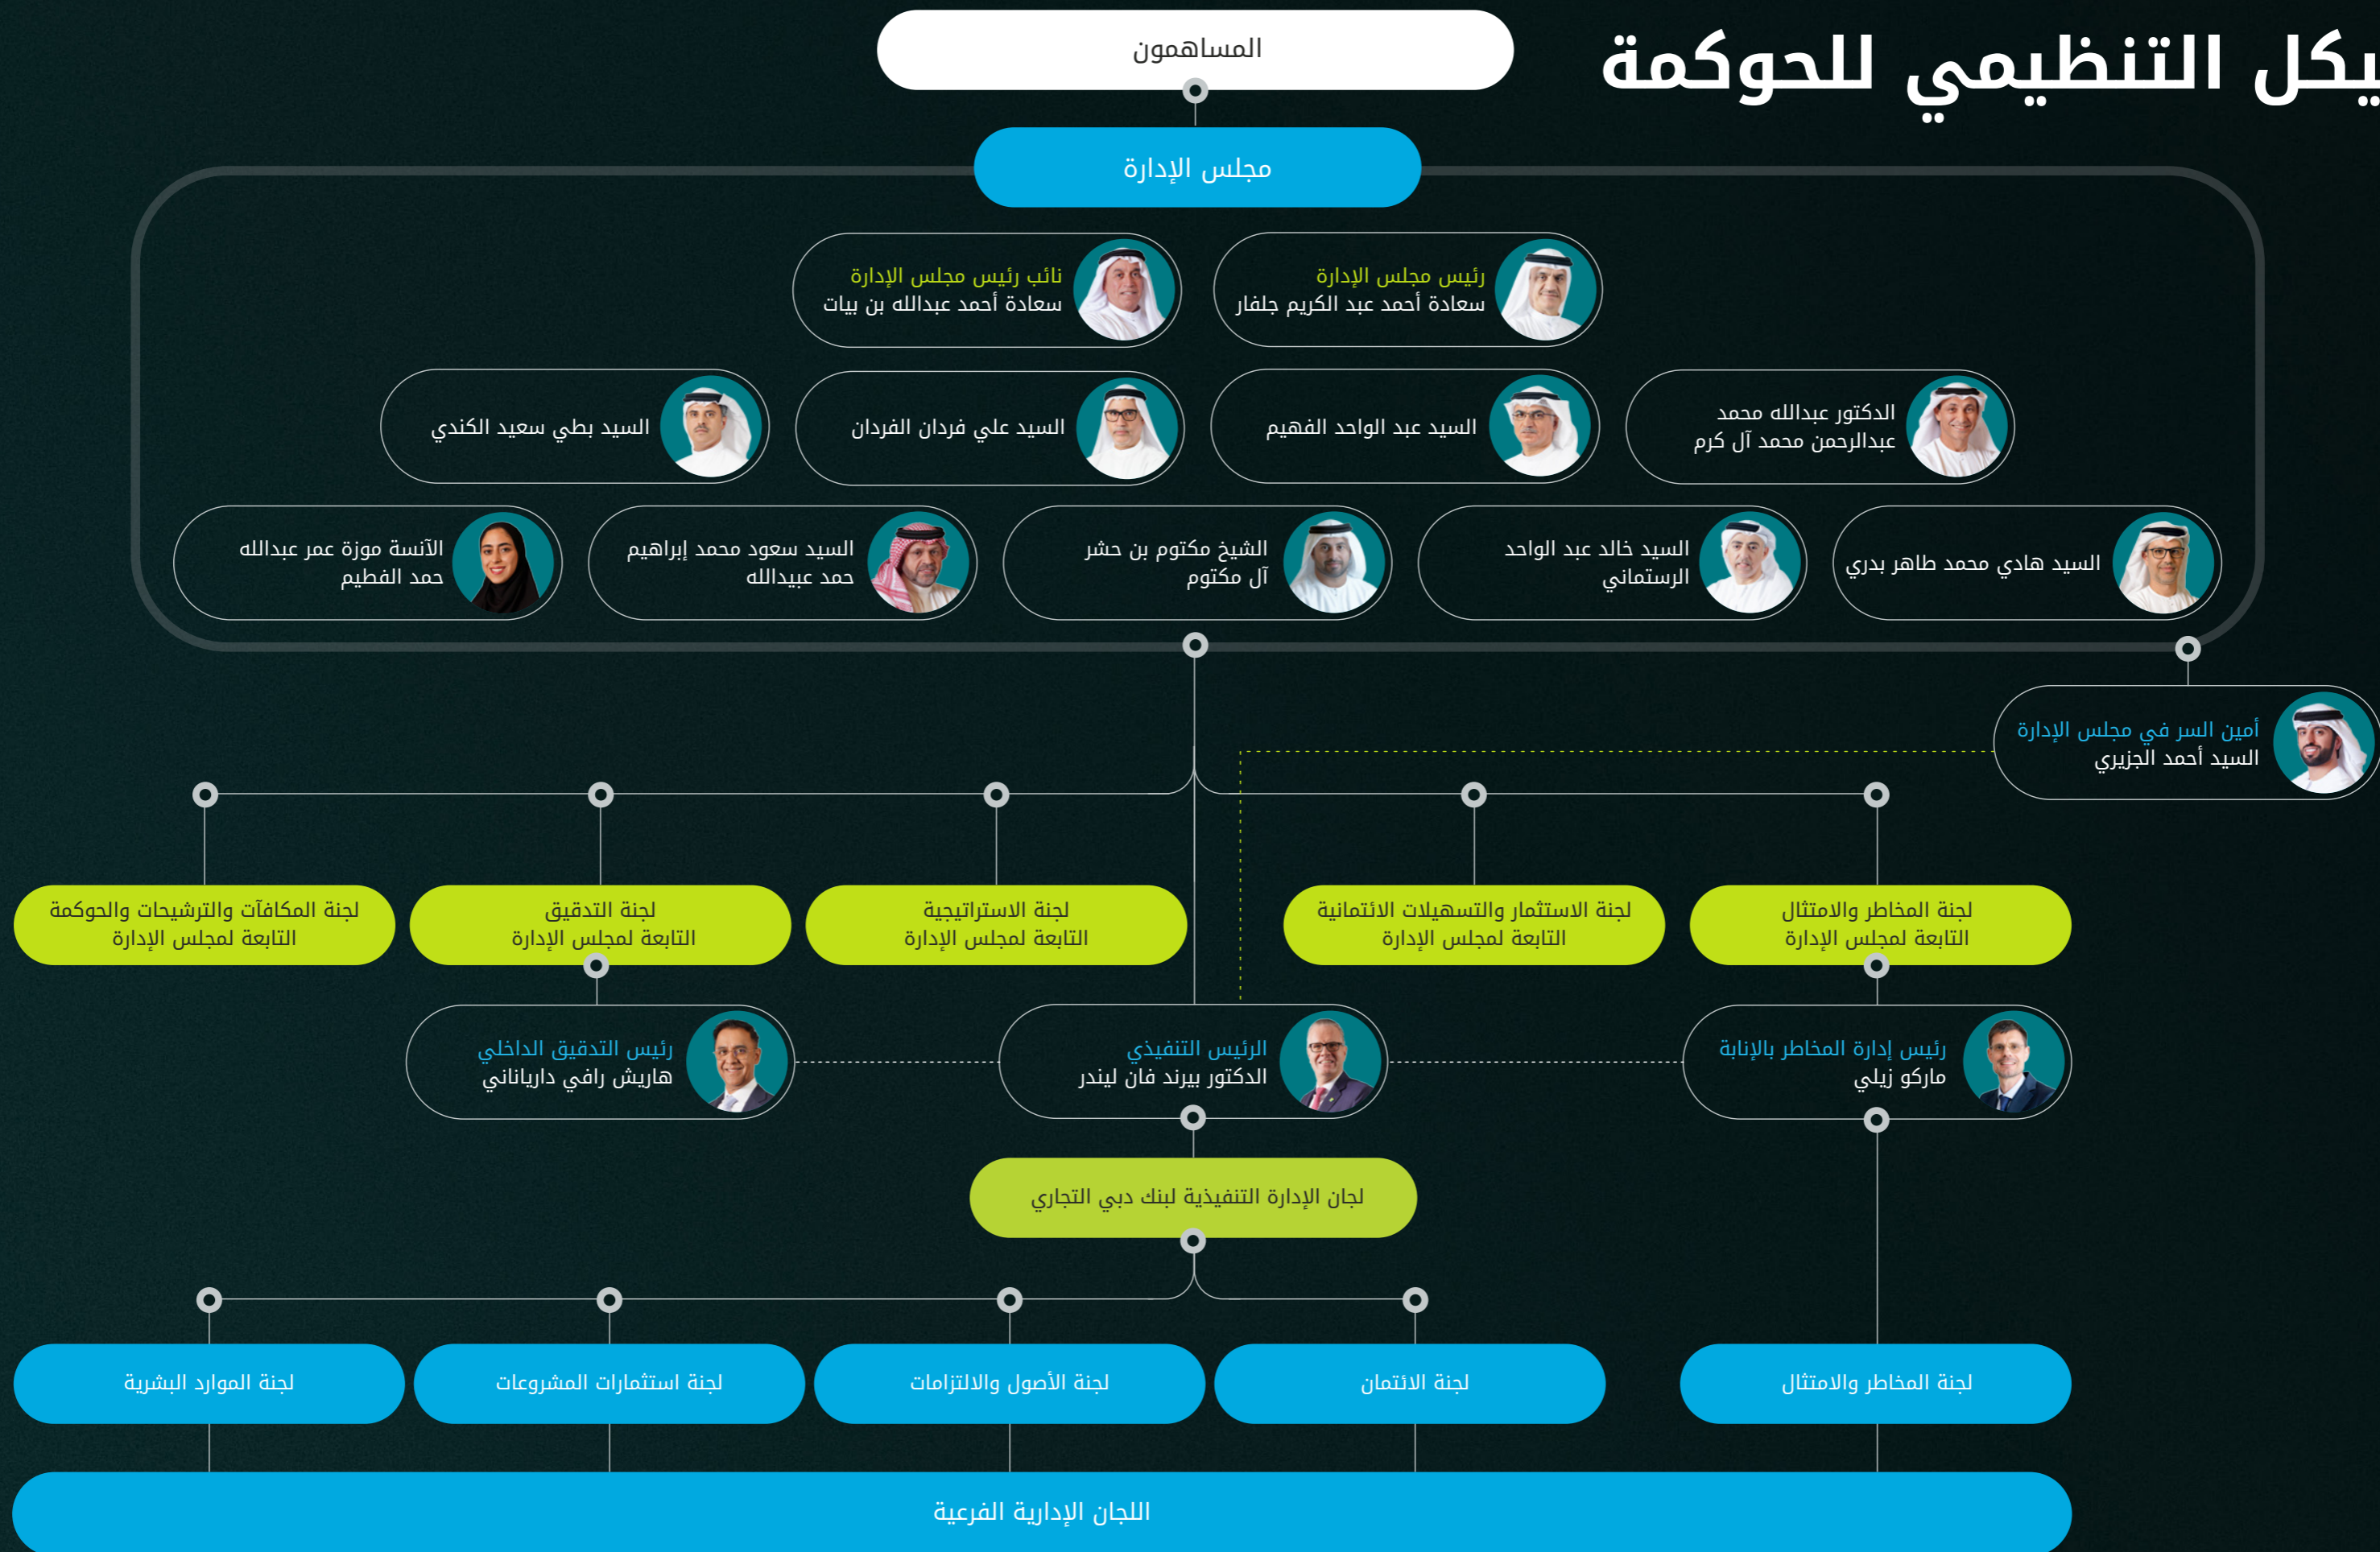 يكل التنظيمي للحوكمة
المساهمون
مجلس الإدارة
رئيس مجلس الإدارة
سعادة أحمد عبد الكريم جلفار
نائب رئيس مجلس الإدارة
سعادة أحمد عبدالله بن بيات
الدكتور عبدالله محمد
عبدالرحمن محمد آل كرم
السيد عبد الواحد الفهيم
السيد علي فردان الفردان
السيد بطي سعيد الكندي
السيد هادي محمد طاهر بدري
السيد خالد عبد الواحد
الرستماني
الشيخ مكتوم بن حشر
آل مكتوم
السيد سعود محمد إبراهيم
حمد عبيدالله
الآنسة موزة عمر عبدالله
حمد الفطيم
أمين السر في مجلس الإدارة
السيد أحمد الجزيري
لجنة المخاطر والامتثال
التابعة لمجلس الإدارة
لجنة الاستثمار والتسهيلات الائتمانية
التابعة لمجلس الإدارة
لجنة الاستراتيجية
التابعة لمجلس الإدارة
لجنة التدقيق
التابعة لمجلس الإدارة
لجنة المكافآت والترشيحات والحوكمة
التابعة لمجلس الإدارة
رئيس إدارة المخاطر بالإنابة
ماركو زيلي
الرئيس التنفيذي
الدكتور بيرند فان ليندر
رئيس التدقيق الداخلي
هاريش رافي دارياناني
لجان الإدارة التنفيذية لبنك دبي التجاري
لجنة المخاطر والامتثال
لجنة الائتمان
لجنة الأصول والالتزامات
لجنة استثمارات المشروعات
لجنة الموارد البشرية
اللجان الإدارية الفرعية